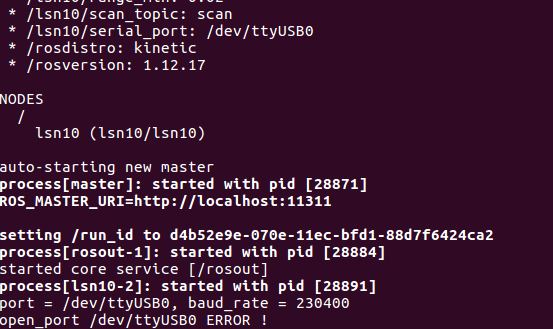 * /lsn10/scan_topic: scan
* /lsn10/serial_port: /dev/ttyUSB0
* /rosdistro: kinetic
* /rosversion: 1.12.17
NODES
/
lsn10 (lsn10/lsn10)
auto-starting new master
process[master]: started with pid [28871]
ROS_MASTER_URI=http://localhost:11311
setting /run_id to d4b52e9e-070e-11ec-bfd1-88d7f6424ca2
process[rosout-1]: started with pid [28884]
started core service [/rosout]
process[lsn10-2]: started with pid [28891]
port = /dev/ttyUSB0, baud_rate = 230400
open_port /dev/ttyUSB0 ERROR !